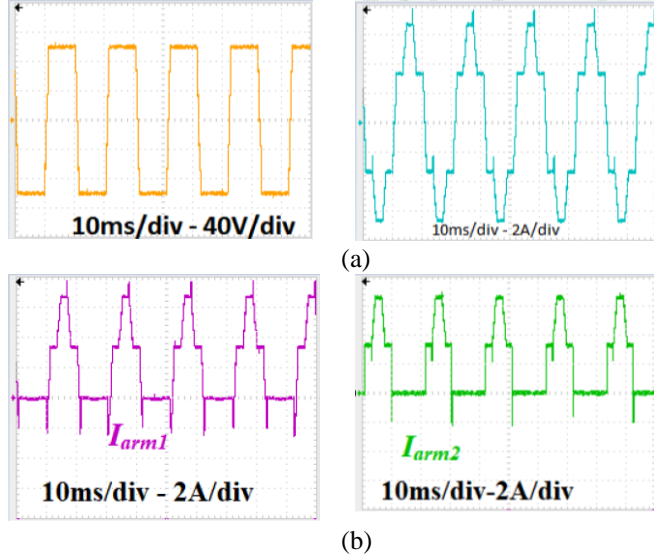 10ms/div - 40V/div
10ms/div - 2A/div
(a)
Iarm1
10ms/div - 2A/div
Iarm2
10ms/div-2A/div
(b)